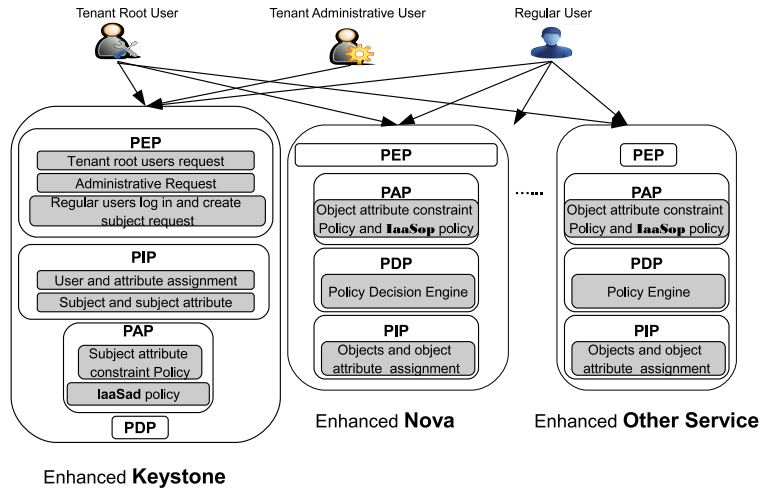 Tenant Root User
Tenant Administrative User
Regular User
PEP
Tenant root users request
Administrative Request
Regular users log in and create
subject request
PIP
User and attribute assignment
Subject and subject attribute
PAP
Subject attribute
constraint Policy
IaaSad policy
PDP
Enhanced Keystone
PEP
PAP
Object attribute constraint
Policy and IaaSop policy
PDP
Policy Decision Engine
PIP
Objects and object
attribute assignment
Enhanced Nova
......
PEP
PAP
Object attribute constraint
Policy and IaaSop policy
PDP
Policy Engine
PIP
Objects and object
attribute assignment
Enhanced Other Service